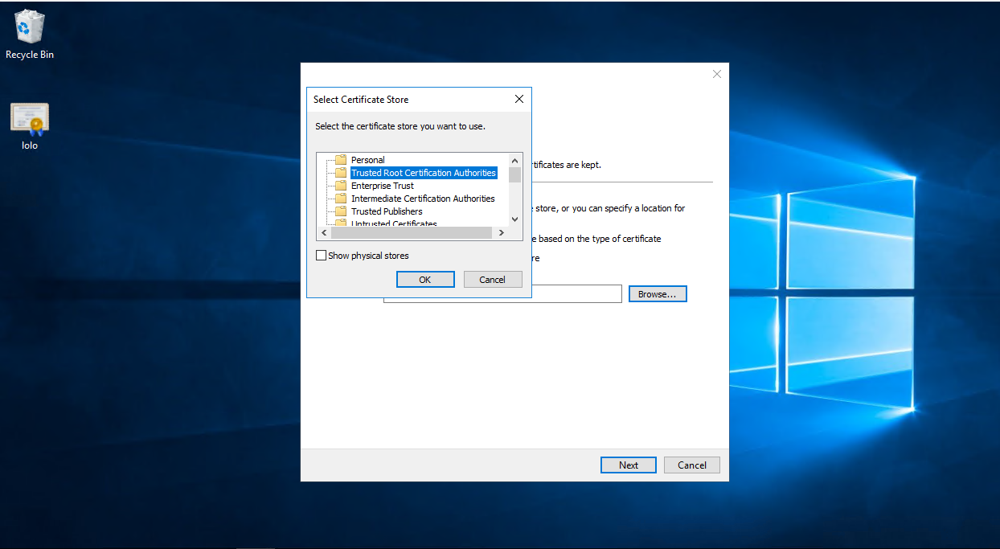 Recycle Bin
lolo
Select Certificate Store
Select the certificate store you want to use.
Personal
Trusted Root Certification Authorities
Enterprise Trust
Intermediate Certification Authorities
Trusted Publishers
Untrusted Certificates
Show physical stores
OK
Cancel
rtificates are kept.
e store, or you can specify a location for
e based on the type of certificate
re
Browse...
Next
Cancel